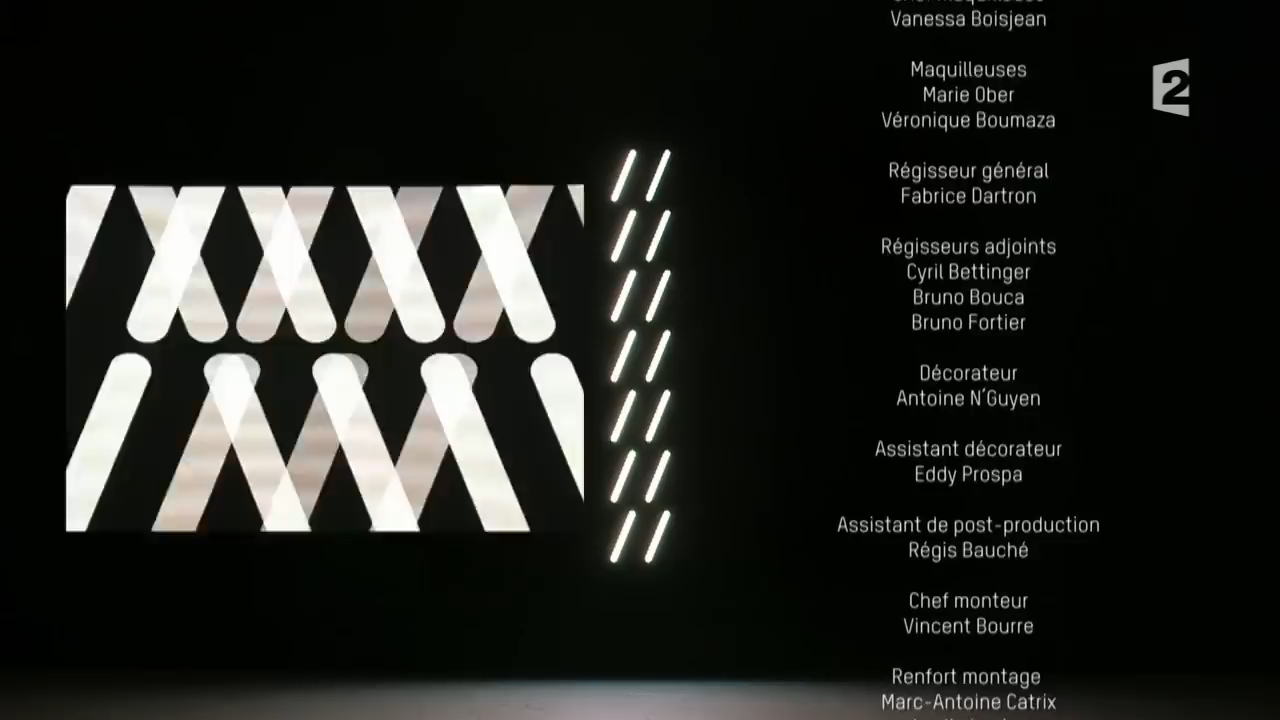 Vanessa Boisjean
Maquilleuses
Marie Ober
Véronique Boumaza
Régisseur général
Fabrice Dartron
Régisseurs adjoints
Cyril Bettinger
Bruno Bouca
Bruno Fortier
Décorateur
Antoine N'Guyen
Assistant décorateur
Eddy Prospa
Assistant de post-production
Régis Bauché
Chef monteur
Vincent Bourre
Renfort montage
Marc-Antoine Catrix
2